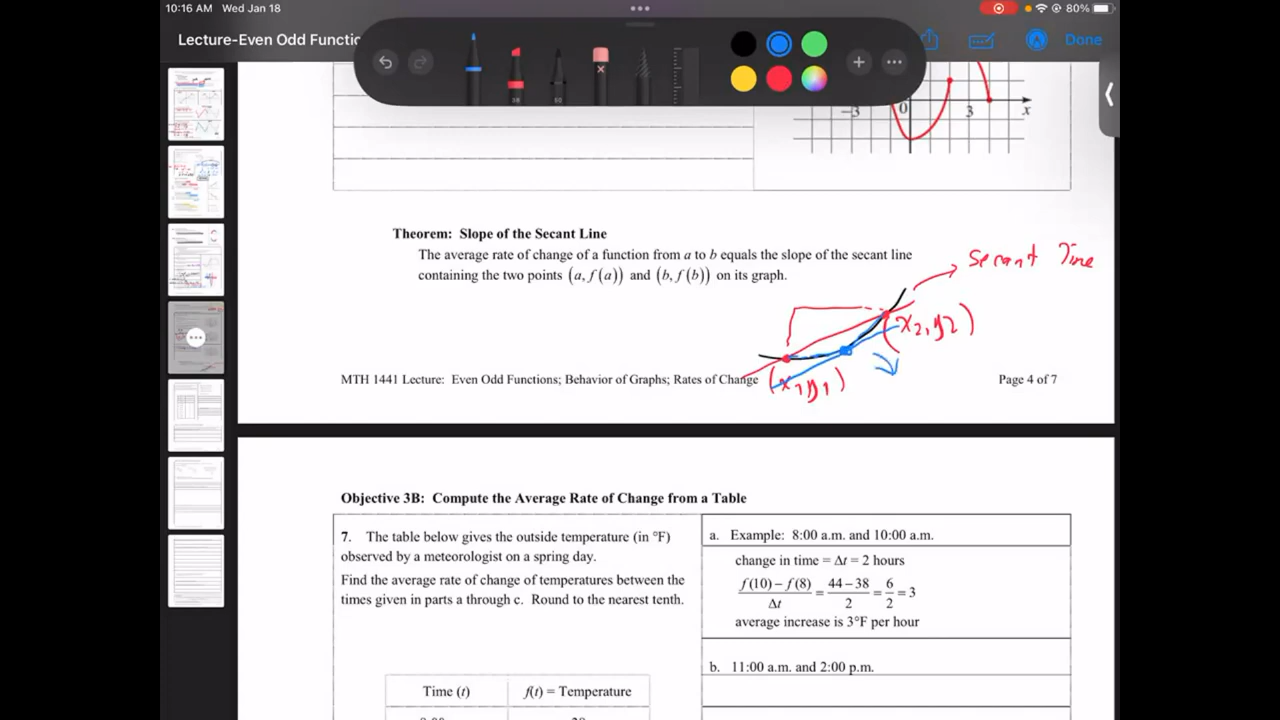 10:16 AM Wed Jan 18
80%
Lecture-Even Odd Functio
Done
-3 0 3 x
Theorem: Slope of the Secant Line
The average rate of change of a function from a to b equals the slope of the secant line
containing the two points (a, f(a)) and (b, f(b)) on its graph.
secant line
(x2, y2)
(x1, y1)
MTH 1441 Lecture: Even Odd Functions; Behavior of Graphs; Rates of Change
Page 4 of 7
Objective 3B: Compute the Average Rate of Change from a Table
7. The table below gives the outside temperature (in °F)
observed by a meteorologist on a spring day.
Find the average rate of change of temperatures between the
times given in parts a through c. Round to the nearest tenth.
Time (t) f(t) = Temperature
a. Example: 8:00 a.m. and 10:00 a.m.
change in time = Δt = 2 hours
f(10) − f(8) / Δt = 44 − 38 / 2 = 6 / 2 = 3
average increase is 3°F per hour
b. 11:00 a.m. and 2:00 p.m.